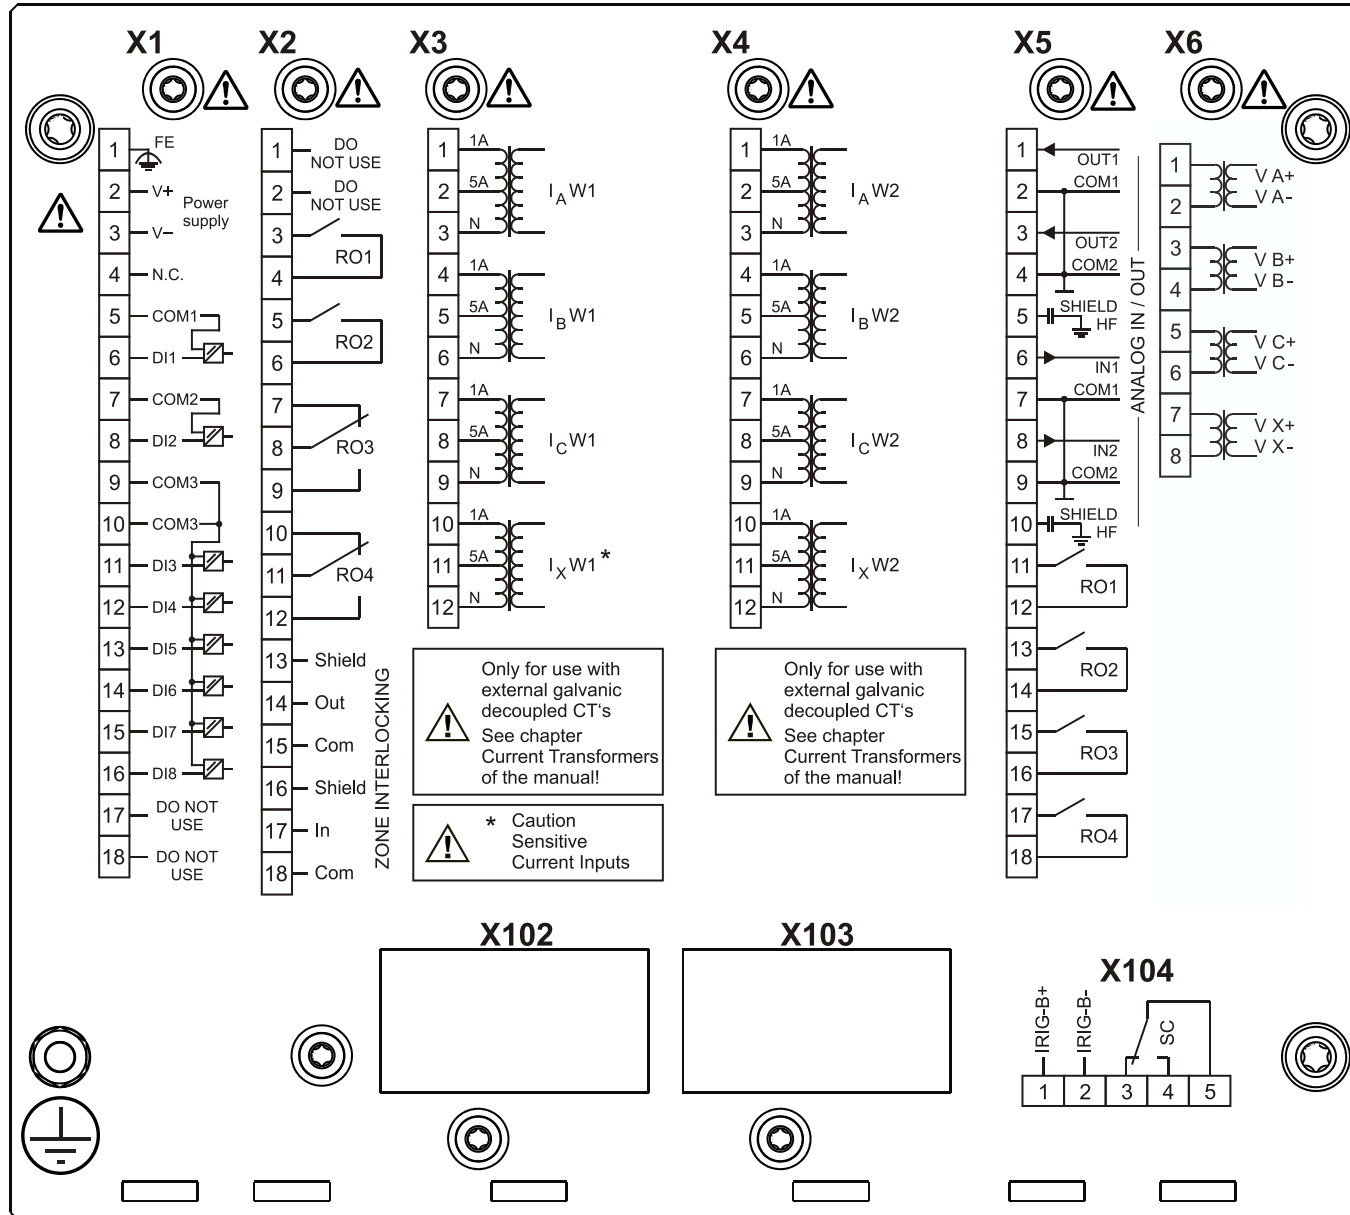 X1
X2
X3
X4
X5
X6
1 FE
2 V+
Power
supply
3 V–
4 N.C.
5 COM1
6 DI1
7 COM2
8 DI2
9 COM3
10 COM3
11 DI3
12 DI4
13 DI5
14 DI6
15 DI7
16 DI8
17 DO NOT
USE
18 DO NOT
USE
1 DO
NOT USE
2 DO
NOT USE
3
RO1
4
5
RO2
6
7
8 RO3
9
10
11 RO4
12
13 Shield
14 Out
15 Com
16 Shield
17 In
18 Com
ZONE INTERLOCKING
1 1A
2 5A IA W1
3 N
4 1A
5 5A IB W1
6 N
7 1A
8 5A IC W1
9 N
10 1A
11 5A IX W1 *
12 N
Only for use with
external galvanic
decoupled CT‘s
See chapter
Current Transformers
of the manual!
* Caution
Sensitive
Current Inputs
1 1A
2 5A IA W2
3 N
4 1A
5 5A IB W2
6 N
7 1A
8 5A IC W2
9 N
10 1A
11 5A IX W2
12 N
Only for use with
external galvanic
decoupled CT‘s
See chapter
Current Transformers
of the manual!
1 OUT1
2 COM1
3 OUT2
4 COM2
5 SHIELD
HF
6 IN1
7 COM1
8 IN2
9 COM2
10 SHIELD
HF
ANALOG IN / OUT
11
RO1
12
13
RO2
14
15
RO3
16
17
RO4
18
1 V A+
2 V A-
3 V B+
4 V B-
5 V C+
6 V C-
7 V X+
8 V X-
X102
X103
X104
IRIG-B+
IRIG-B-
SC
1 2 3 4 5